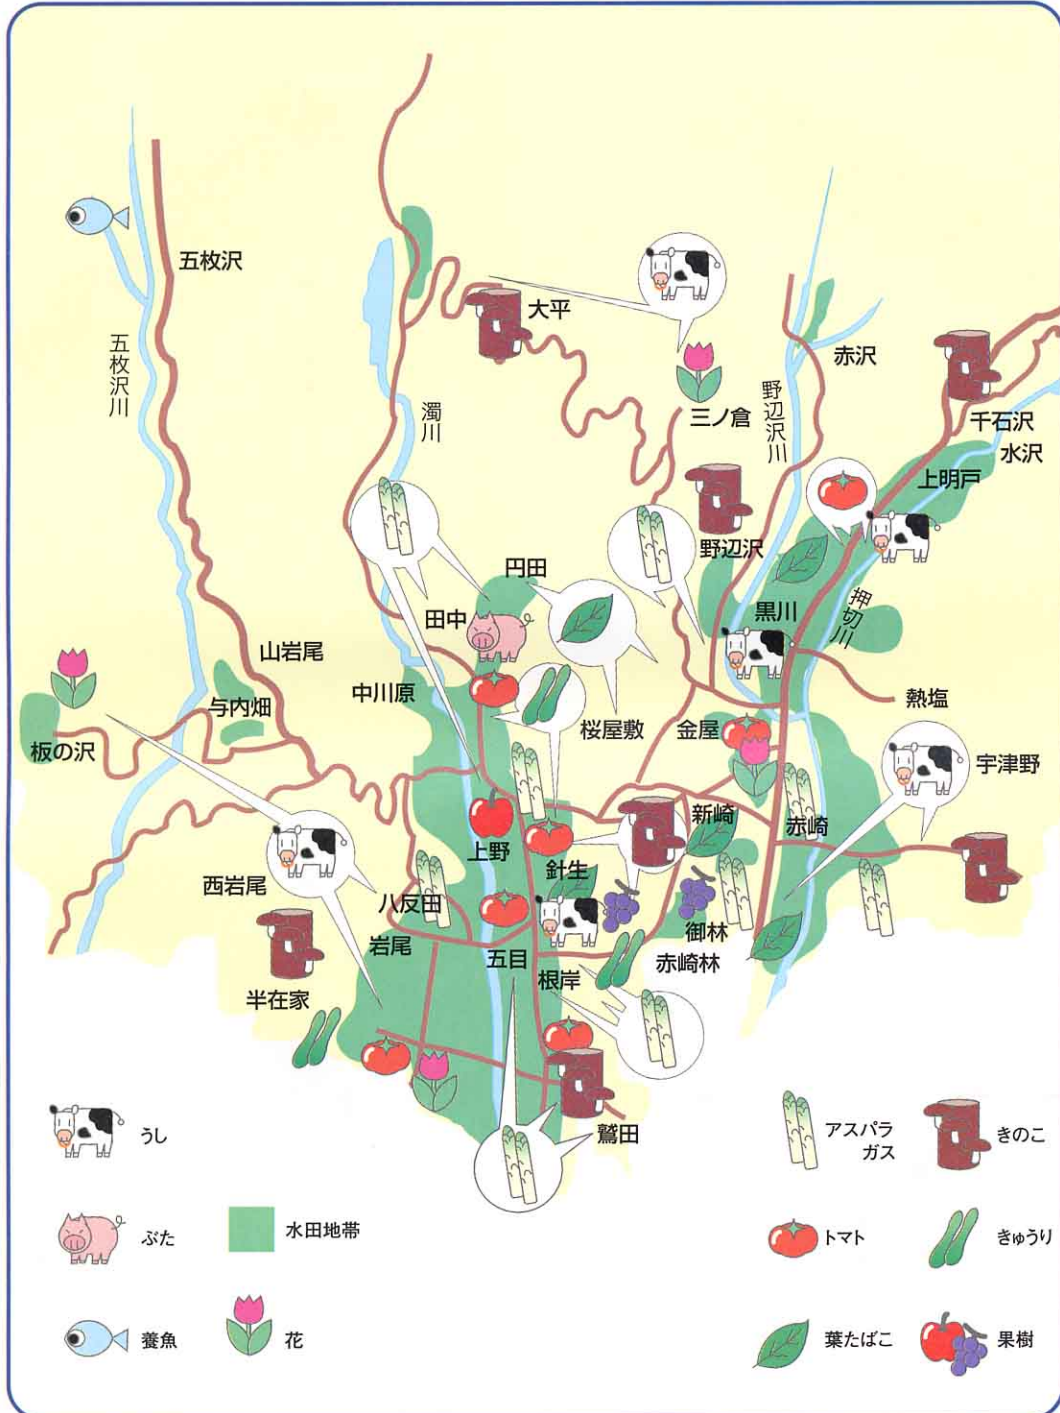 五枚沢
五枚沢川
大平
濁川
三ノ倉
野辺沢川
赤沢
千石沢
水沢
上明戸
野辺沢
円田
田中
黒川
押切川
山岩尾
与内畑
板の沢
中川原
桜屋敷
金屋
熱塩
宇津野
新崎
赤崎
上野
針生
西岩尾
八反田
岩尾
五目
根岸
御林
赤崎林
半在家
鷲田
うし
ぶた
養魚
水田地帯
花
アスパラ
ガス
きのこ
トマト
きゅうり
葉たばこ
果樹